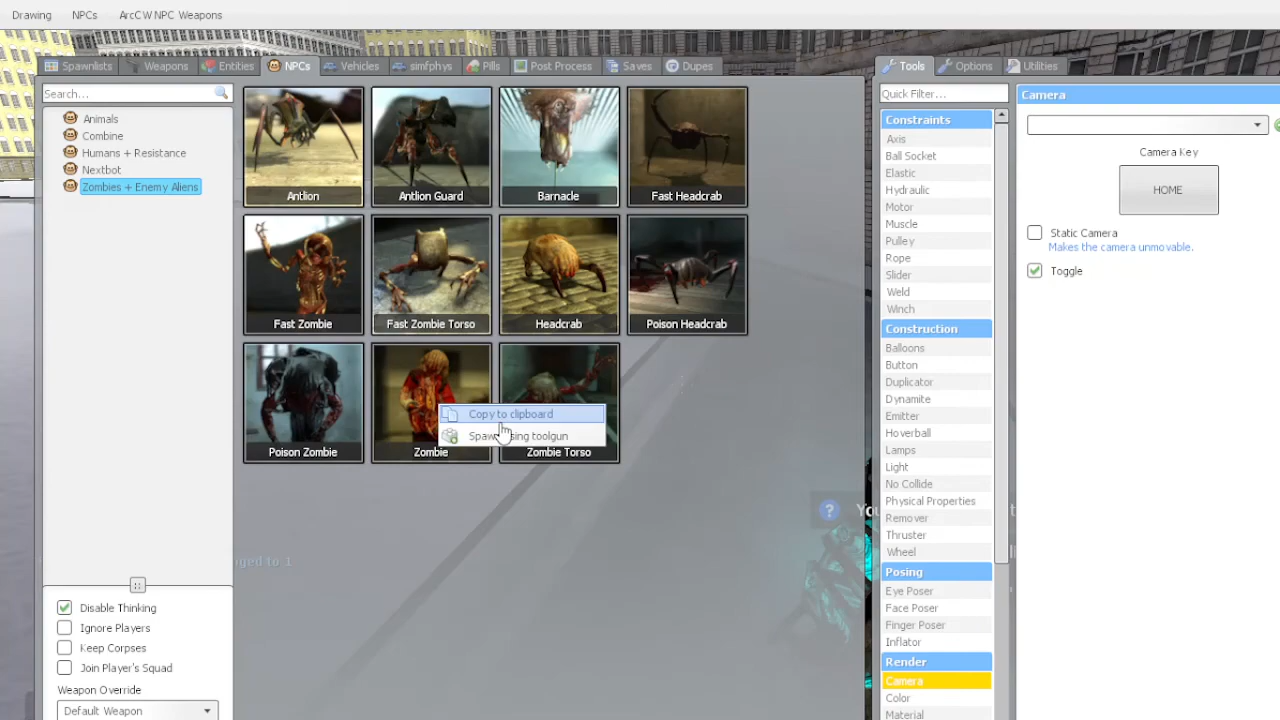 Drawing NPCs ArcCW NPC Weapons
Spawnlists Weapons Entities NPCs Vehicles simfphys Pills Post Process Saves Dupes
Search...
Animals
Combine
Humans + Resistance
Nextbot
Zombies + Enemy Aliens
Antlion Antlion Guard Barnacle Fast Headcrab
Fast Zombie Fast Zombie Torso Headcrab Poison Headcrab
Copy to clipboard
using toolgun
Poison Zombie Zombie Zombie Torso
to 1
Disable Thinking
Ignore Players
Keep Corpses
Join Player's Squad
Weapon Override
Default Weapon
Tools Options Utilities
Quick Filter...
Constraints
Axis
Ball Socket
Elastic
Hydraulic
Motor
Muscle
Pulley
Rope
Slider
Weld
Winch
Construction
Balloons
Button
Duplicator
Dynamite
Emitter
Hoverball
Lamps
Light
No Collide
Physical Properties
Remover
Thruster
Wheel
Posing
Eye Poser
Face Poser
Finger Poser
Inflator
Render
Camera
Color
Material
Camera
Camera Key
HOME
Static Camera
Makes the camera unmovable.
Toggle